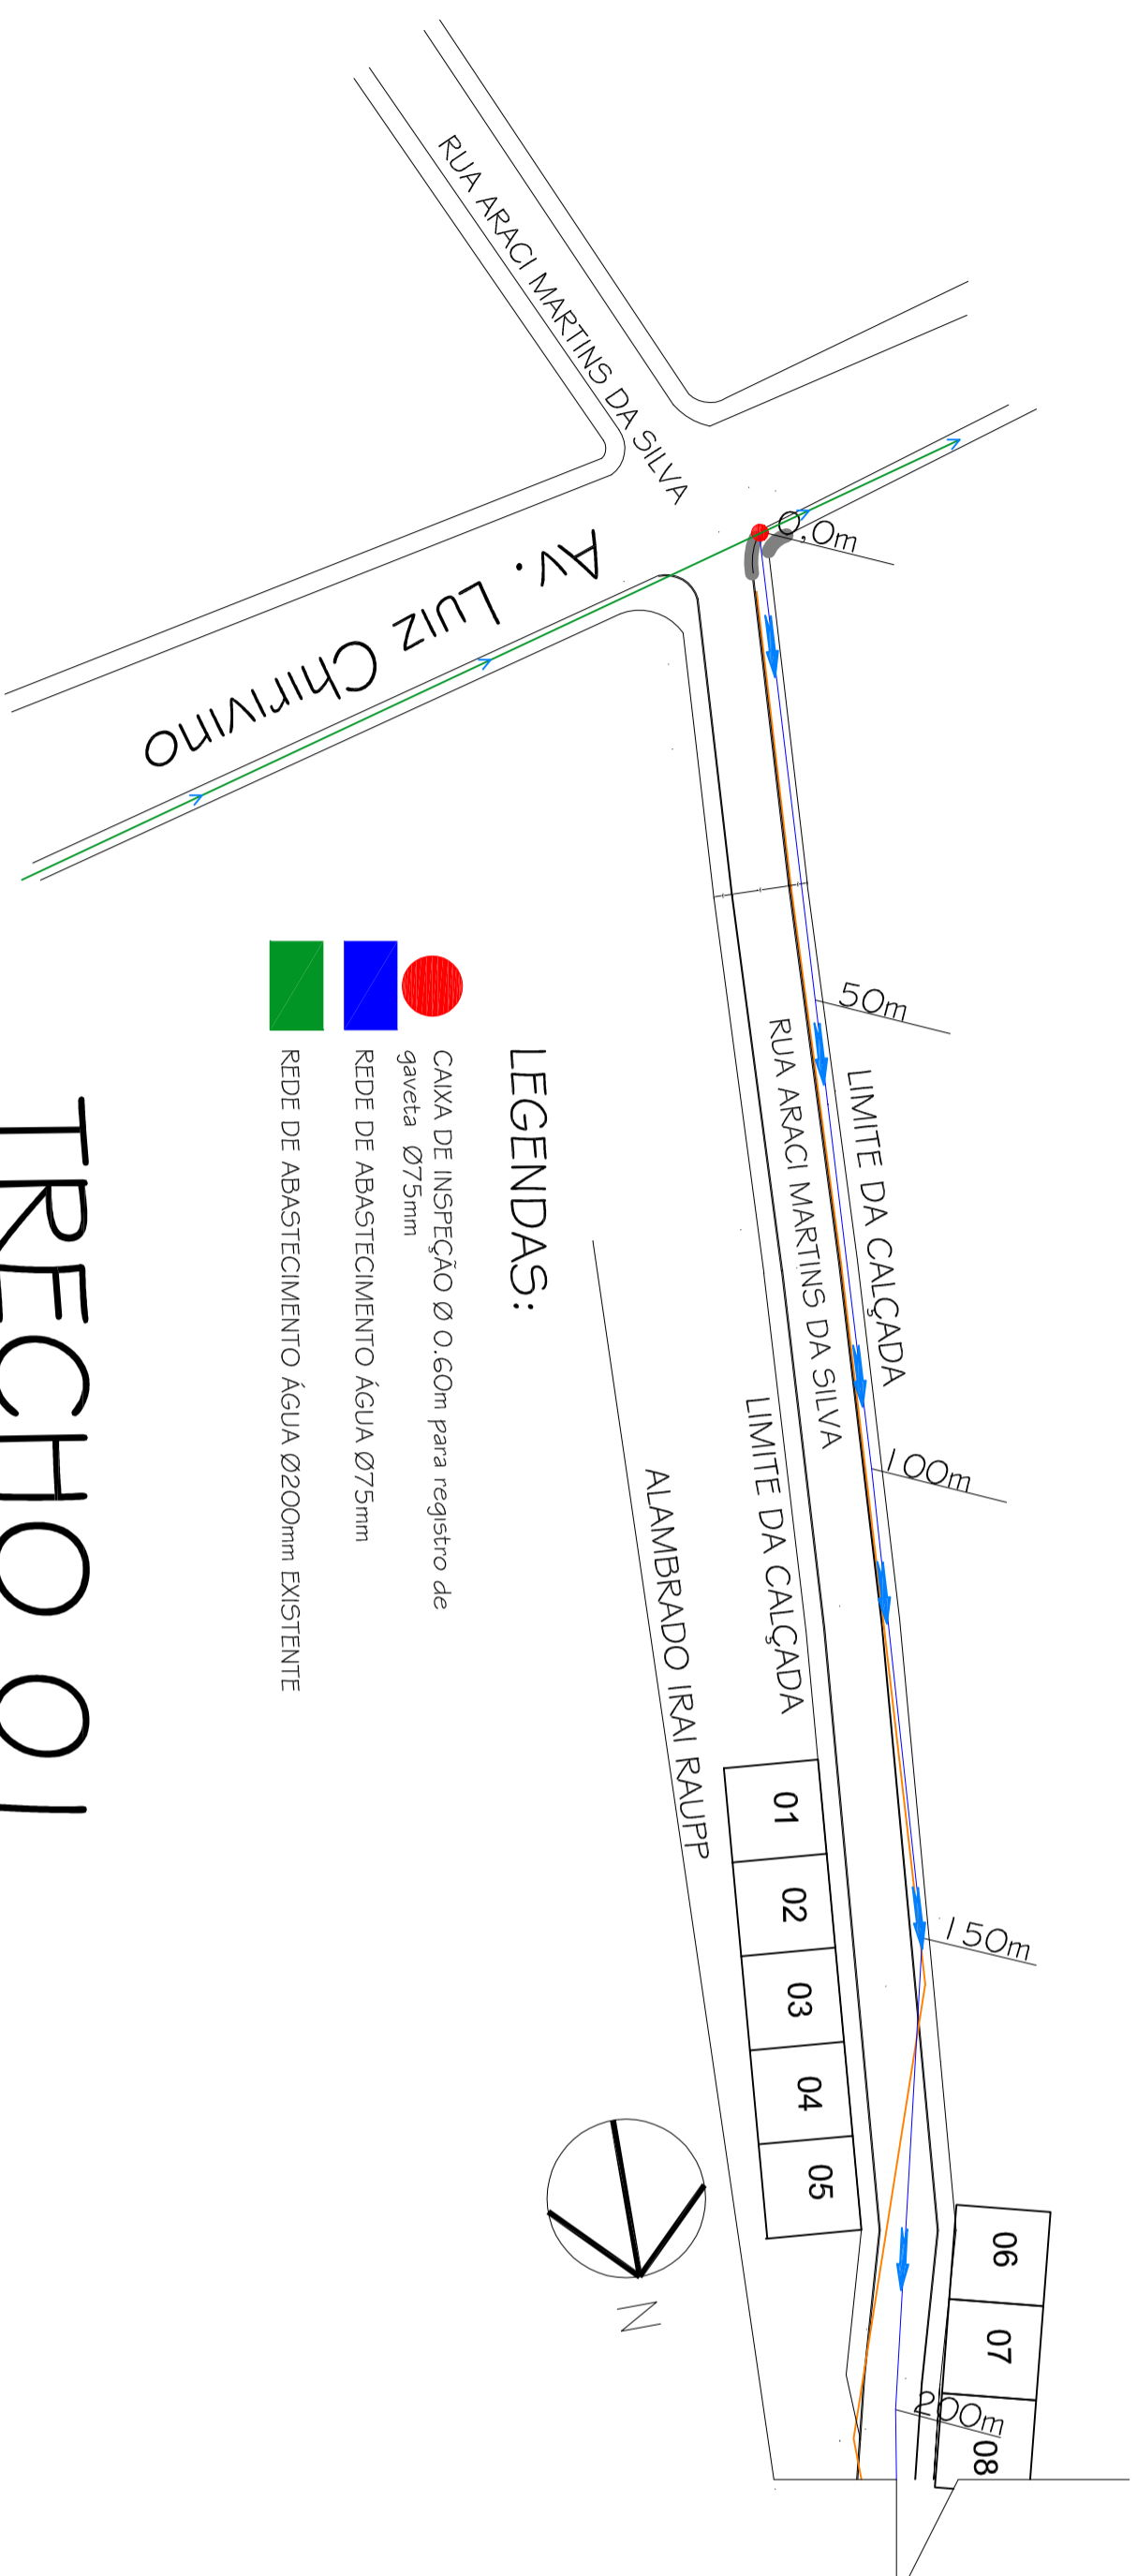 RUA ARACI MARTINS DA SILVA
Av. Luiz Chirivino
0,0m
50m
LIMITE DA CALÇADA
RUA ARACI MARTINS DA SILVA
100m
LIMITE DA CALÇADA
ALAMBRADO IRAI RAUPP
150m
200m
01
02
03
04
05
06
07
08
N
LEGENDAS:
CAIXA DE INSPEÇÃO Ø 0.60m para registro de
gaveta Ø75mm
REDE DE ABASTECIMENTO ÁGUA Ø75mm
REDE DE ABASTECIMENTO ÁGUA Ø200mm EXISTENTE
TRECHO 01